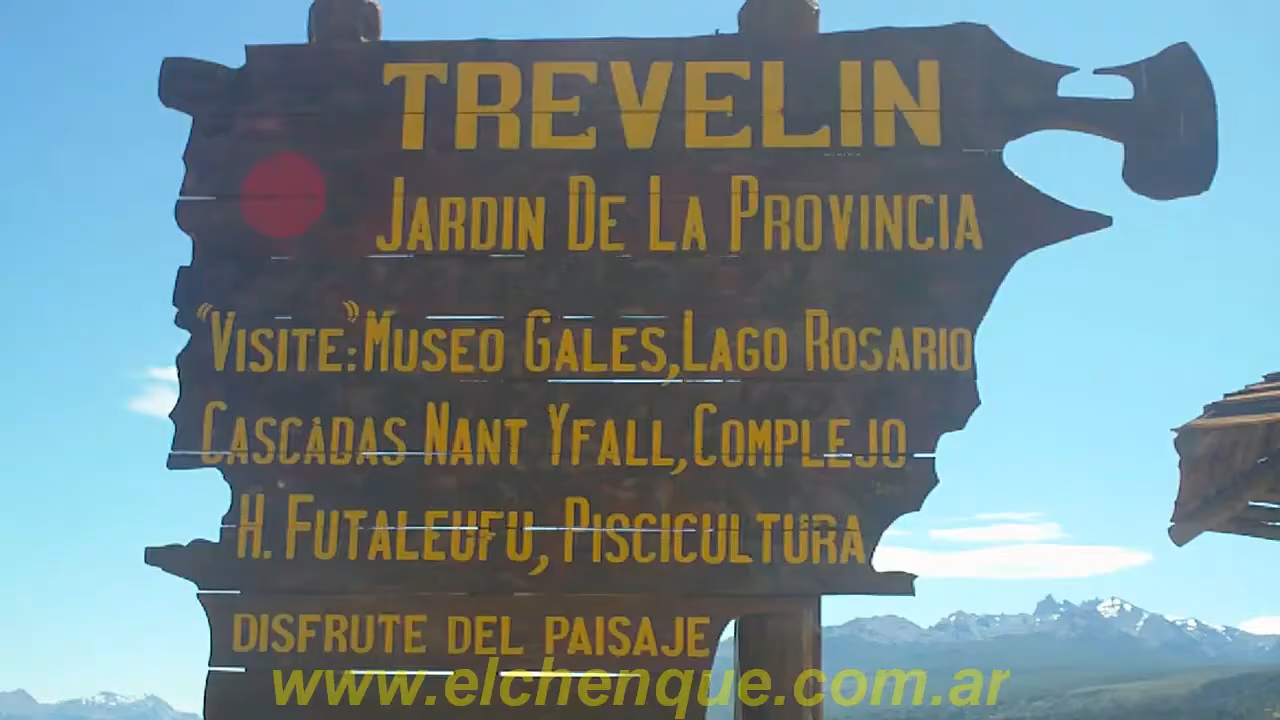 TREVELIN
JARDIN DE LA PROVINCIA
"VISITE:"MUSEO GALES,LAGO ROSARIO
CASCADAS NANT YFALL,COMPLEJO
H. FUTALEUFU, PISCICULTURA
DISFRUTE DEL PAISAJE
www.elchenque.com.ar